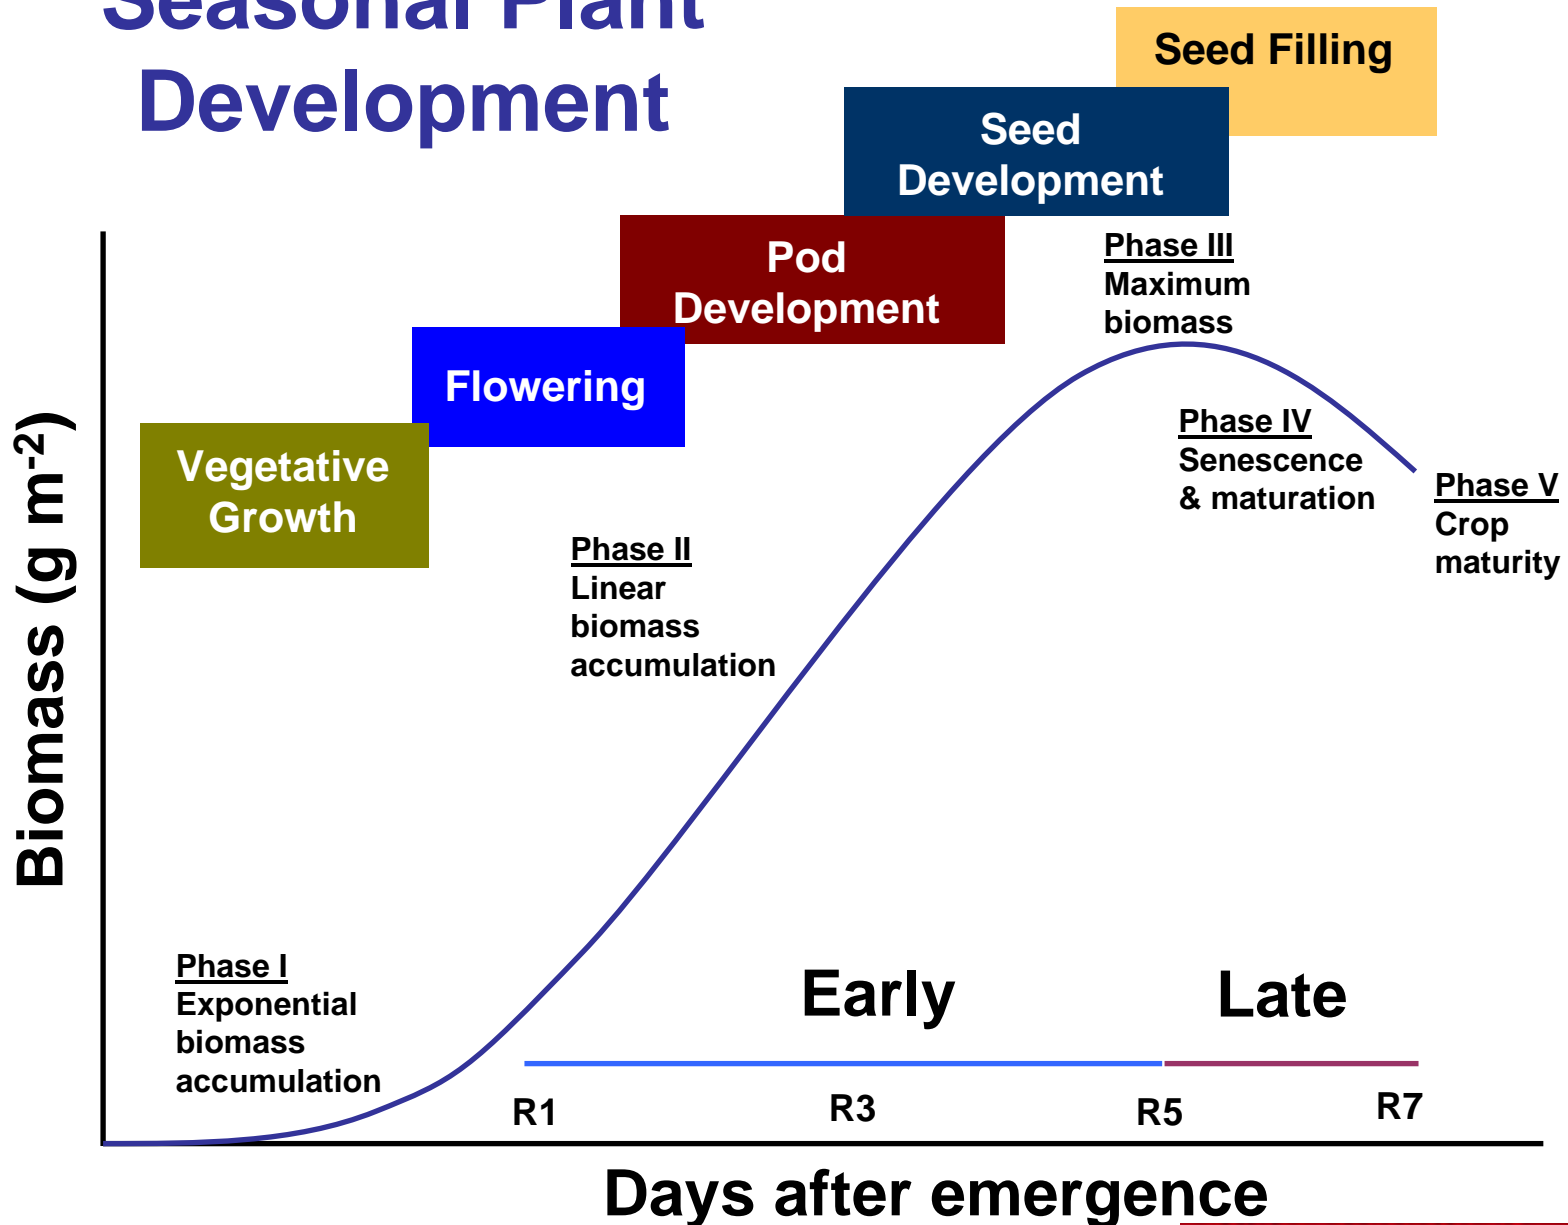 Seasonal Plant
Development
Seed Filling
Seed
Development
Pod
Development
Flowering
Vegetative
Growth
Phase III
Maximum
biomass
Phase IV
Senescence
& maturation
Phase V
Crop
maturity
Phase II
Linear
biomass
accumulation
Biomass (g m-2)
Phase I
Exponential
biomass
accumulation
Early
Late
R1
R3
R5
R7
Days after emergence